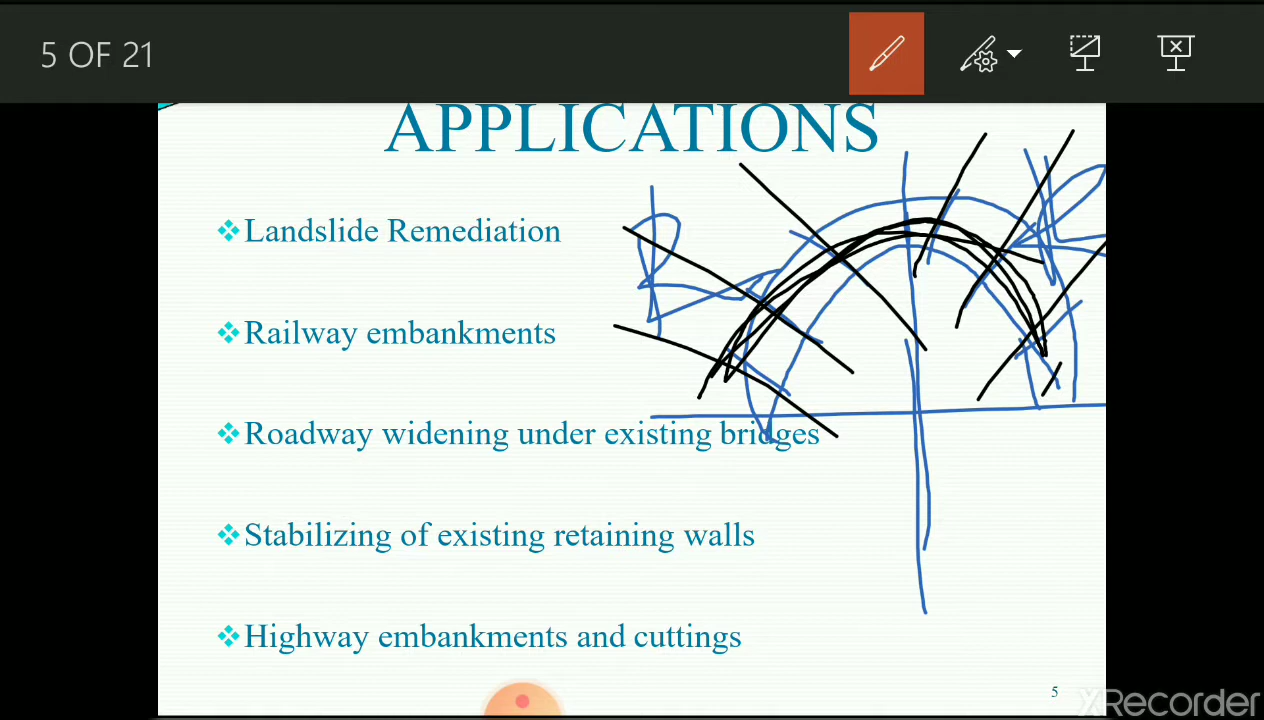 5 OF 21
APPLICATIONS
❖ Landslide Remediation
❖ Railway embankments
❖ Roadway widening under existing bridges
❖ Stabilizing of existing retaining walls
❖ Highway embankments and cuttings
5
XRecorder